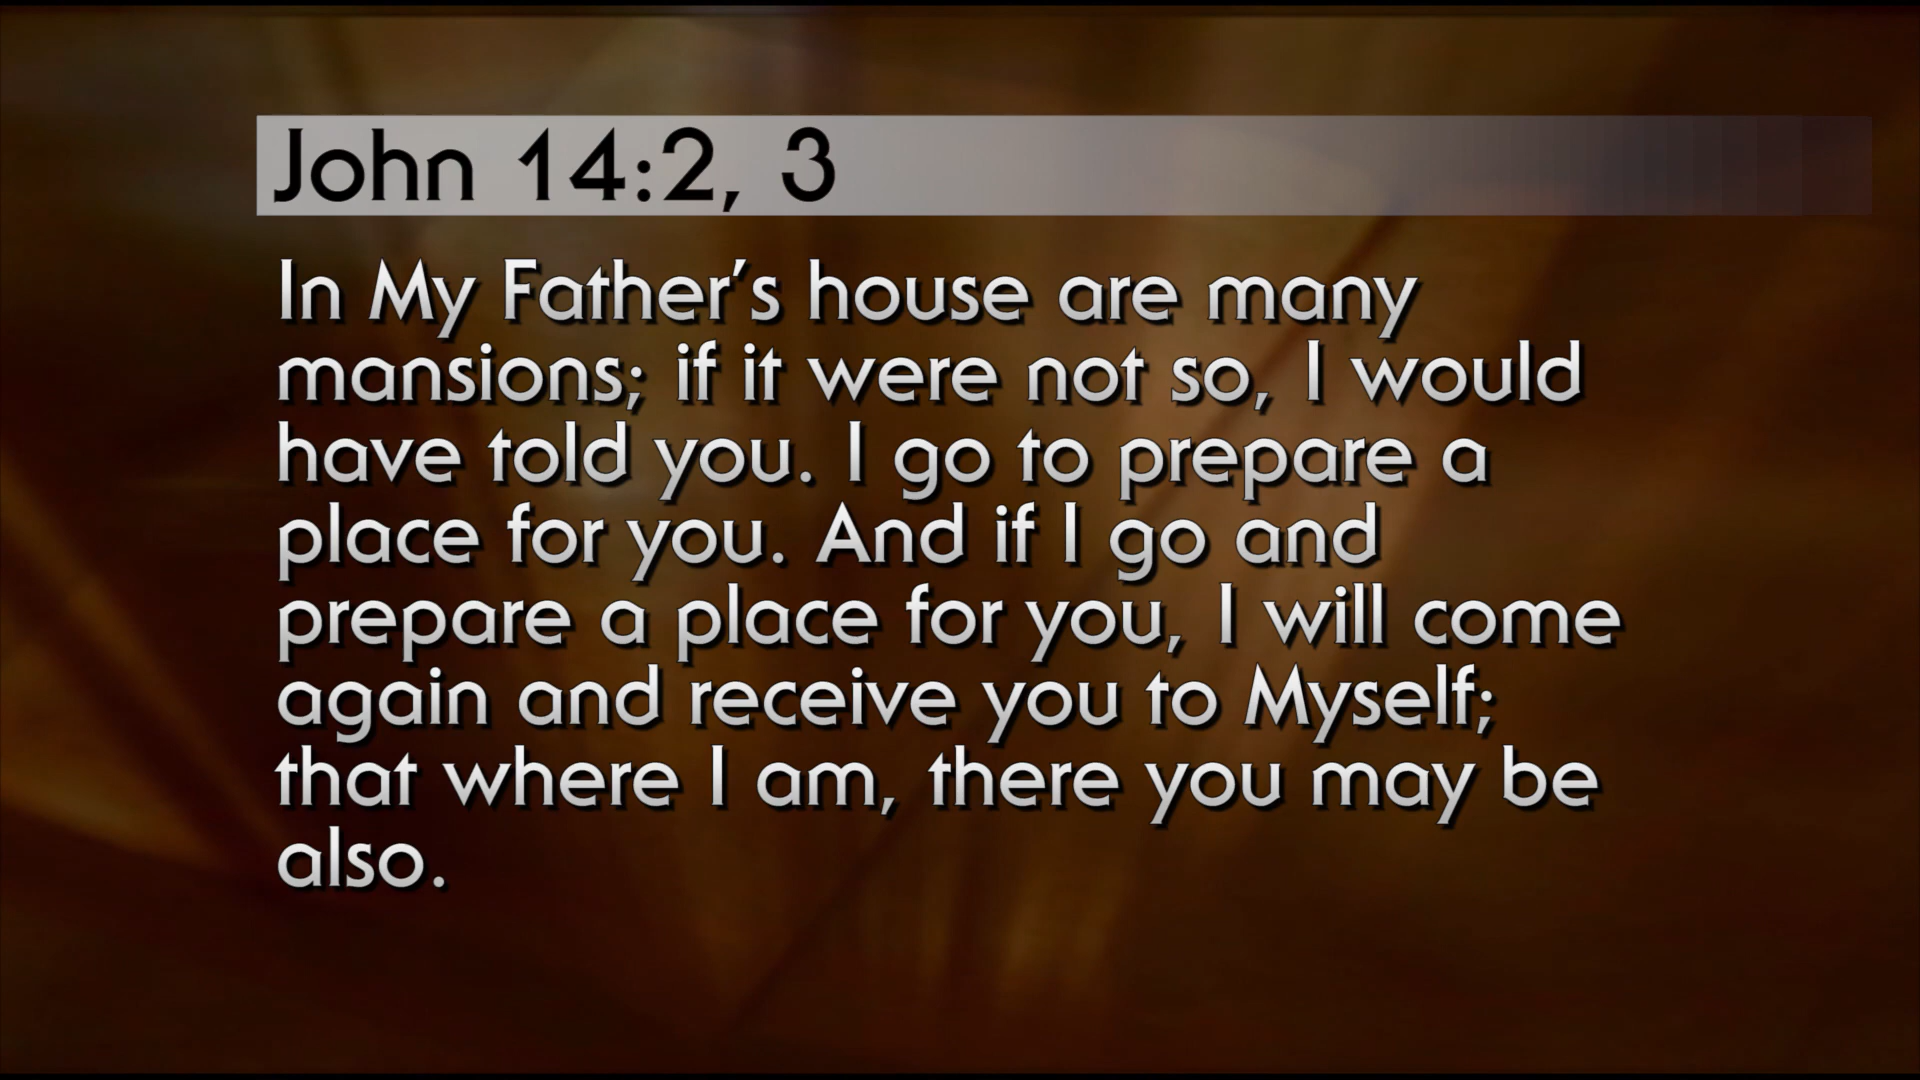 John 14:2, 3
In My Father’s house are many
mansions; if it were not so, I would
have told you. I go to prepare a
place for you. And if I go and
prepare a place for you, I will come
again and receive you to Myself;
that where I am, there you may be
also.